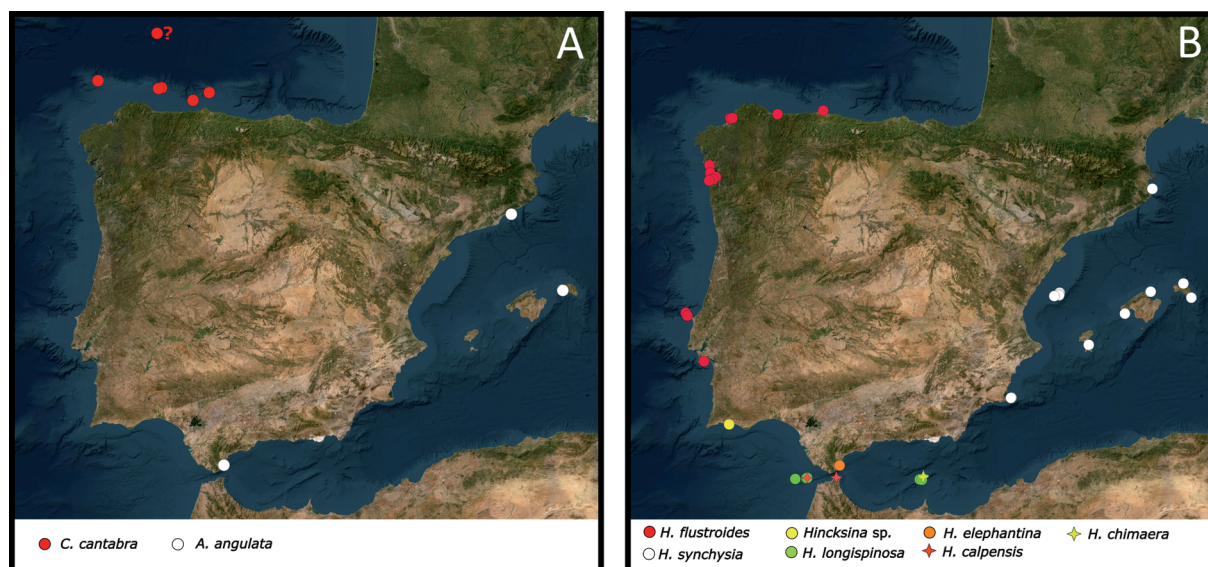 A
?
C. cantabra A. angulata
B
H. flustroides Hincksina sp. H. elephantina H. chimaera
H. synchysia H. longispinosa H. calpensis